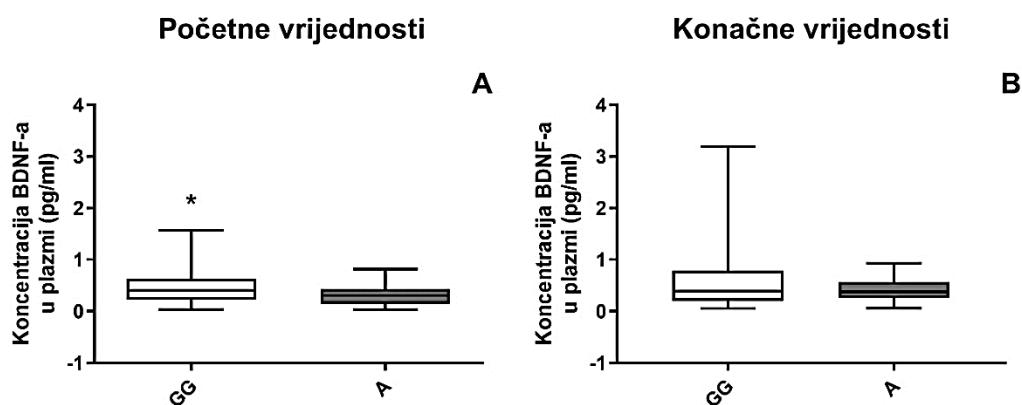 Početne vrijednosti
A
Koncentracija BDNF-a
u plazmi (pg/ml)
4
3
2
1
0
-1
*
GG
A
Konačne vrijednosti
B
Koncentracija BDNF-a
u plazmi (pg/ml)
4
3
2
1
0
-1
GG
A